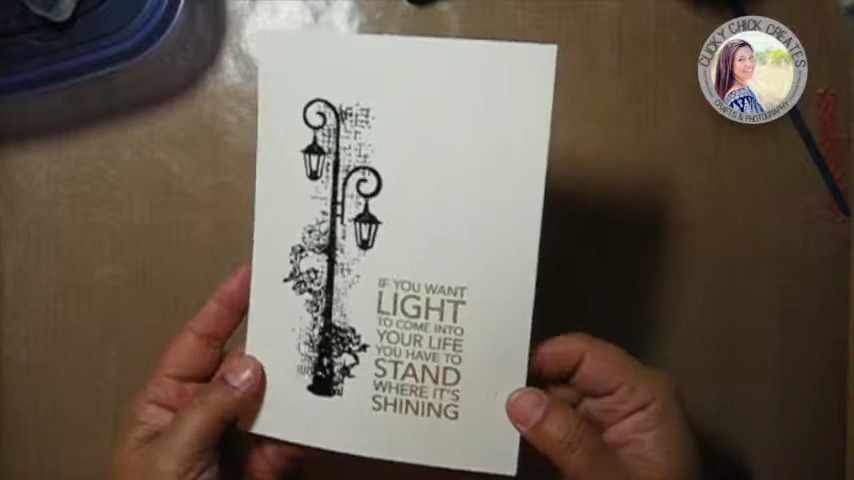 CLICKY CHICK CREATES
CRAFTS & PHOTOGRAPHY
IF YOU WANT
LIGHT
TO COME INTO
YOUR LIFE
YOU HAVE TO
STAND
WHERE IT'S
SHINING